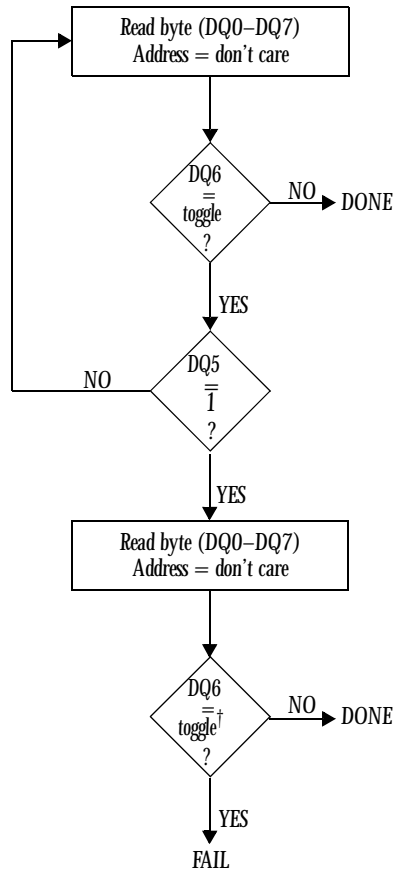 Read byte (DQ0–DQ7)
Address = don't care
DQ6
=
toggle
?
NO
DONE
YES
DQ5
=
1
?
NO
YES
Read byte (DQ0–DQ7)
Address = don't care
DQ6
=
toggle†
?
NO
DONE
YES
FAIL